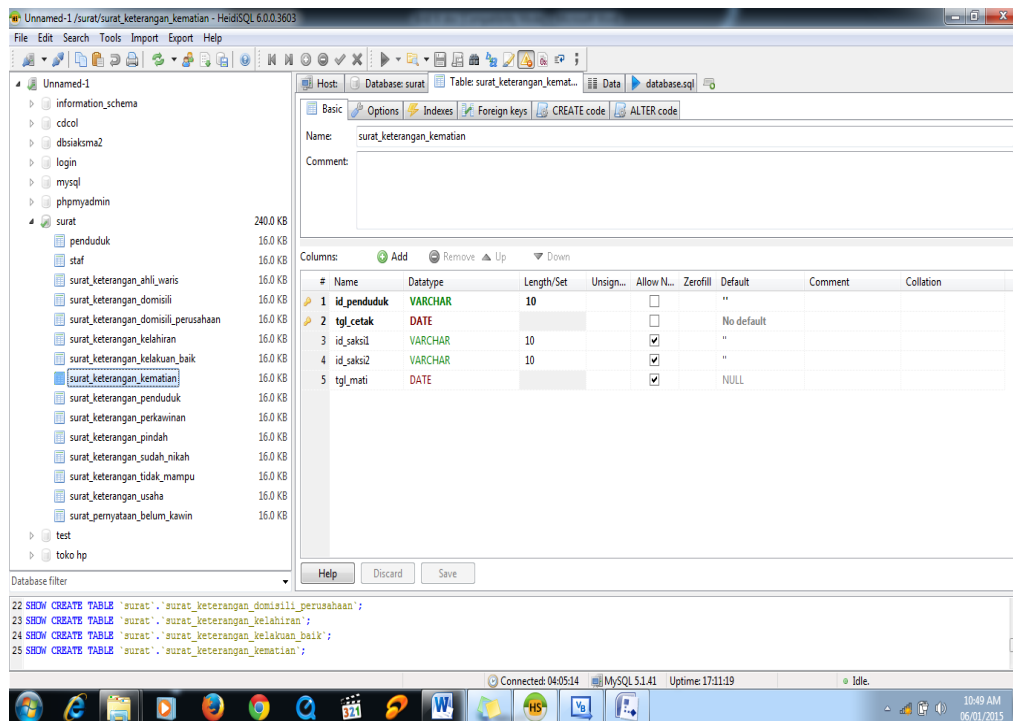 Unnamed-1 /surat/surat_keterangan_kematian - HeidiSQL 6.0.0.3603
File Edit Search Tools Import Export Help
Unnamed-1
information_schema
cdcol
dbsiaksma2
login
mysql
phpmyadmin
surat 240.0 KB
penduduk 16.0 KB
staf 16.0 KB
surat_keterangan_ahli_waris 16.0 KB
surat_keterangan_domisili 16.0 KB
surat_keterangan_domisili_perusahaan 16.0 KB
surat_keterangan_kelahiran 16.0 KB
surat_keterangan_kelakuan_baik 16.0 KB
surat_keterangan_kematian 16.0 KB
surat_keterangan_penduduk 16.0 KB
surat_keterangan_perkawinan 16.0 KB
surat_keterangan_pindah 16.0 KB
surat_keterangan_sudah_nikah 16.0 KB
surat_keterangan_tidak_mampu 16.0 KB
surat_keterangan_usaha 16.0 KB
surat_pernyataan_belum_kawin 16.0 KB
test
toko hp
Database filter
Host: Database: surat Table: surat_keterangan_kemat... Data database.sql
Basic Options Indexes Foreign keys CREATE code ALTER code
Name: surat_keterangan_kematian
Comment:
Columns: Add Remove Up Down
# Name Datatype Length/Set Unsign... Allow N... Zerofill Default Comment Collation
1 id_penduduk VARCHAR 10 ''
2 tgl_cetak DATE No default
3 id_saksi1 VARCHAR 10 ''
4 id_saksi2 VARCHAR 10 ''
5 tgl_mati DATE NULL
Help Discard Save
22 SHOW CREATE TABLE `surat`.`surat_keterangan_domisili_perusahaan`;
23 SHOW CREATE TABLE `surat`.`surat_keterangan_kelahiran`;
24 SHOW CREATE TABLE `surat`.`surat_keterangan_kelakuan_baik`;
25 SHOW CREATE TABLE `surat`.`surat_keterangan_kematian`;
Connected: 04:05:14 MySQL 5.1.41 Uptime: 17:11:19 Idle.
321
W
HS
VB
10:49 AM
06/01/2015